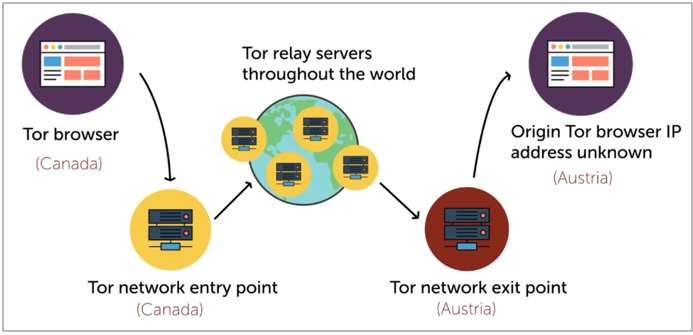 Tor browser
(Canada)
Tor network entry point
(Canada)
Tor relay servers
throughout the world
Tor network exit point
(Austria)
Origin Tor browser IP
address unknown
(Austria)